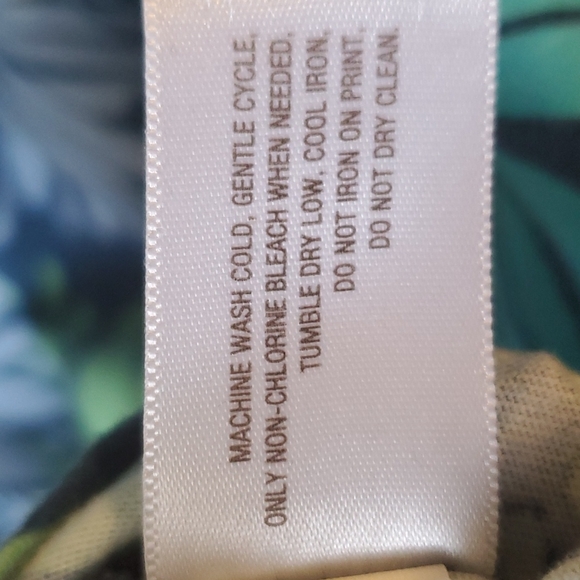 MACHINE WASH COLD, GENTLE CYCLE,
ONLY NON-CHLORINE BLEACH WHEN NEEDED,
TUMBLE DRY LOW, COOL IRON,
DO NOT IRON ON PRINT,
DO NOT DRY CLEAN.